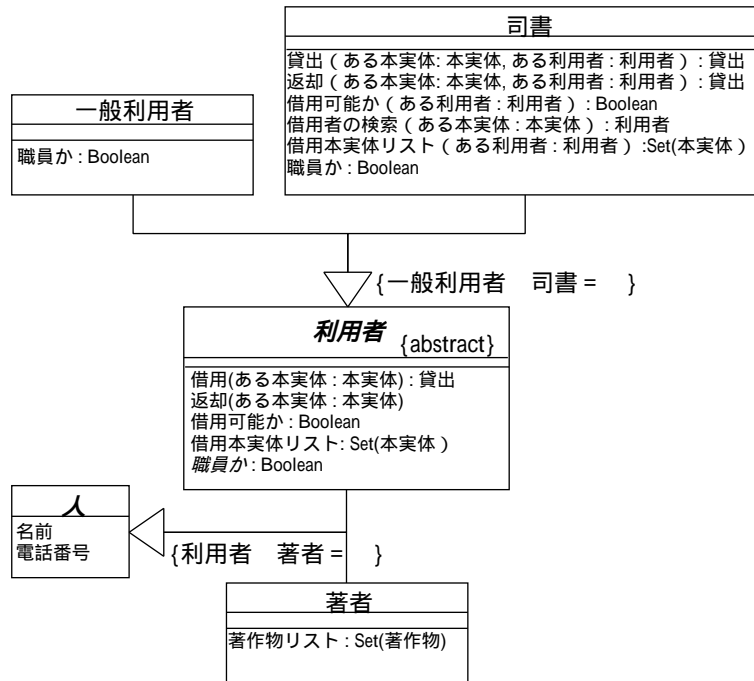 司書
貸出（ある本実体: 本実体, ある利用者 : 利用者） : 貸出
返却（ある本実体: 本実体, ある利用者 : 利用者） : 貸出
借用可能か（ある利用者 : 利用者） : Boolean
借用者の検索（ある本実体 : 本実体） : 利用者
借用本実体リスト（ある利用者 : 利用者） :Set(本実体）
職員か : Boolean
一般利用者
職員か : Boolean
{一般利用者　司書 =　}
利用者
{abstract}
借用(ある本実体 : 本実体) : 貸出
返却(ある本実体 : 本実体)
借用可能か : Boolean
借用本実体リスト: Set(本実体）
職員か : Boolean
人
名前
電話番号
{利用者　著者 =　}
著者
著作物リスト : Set(著作物)